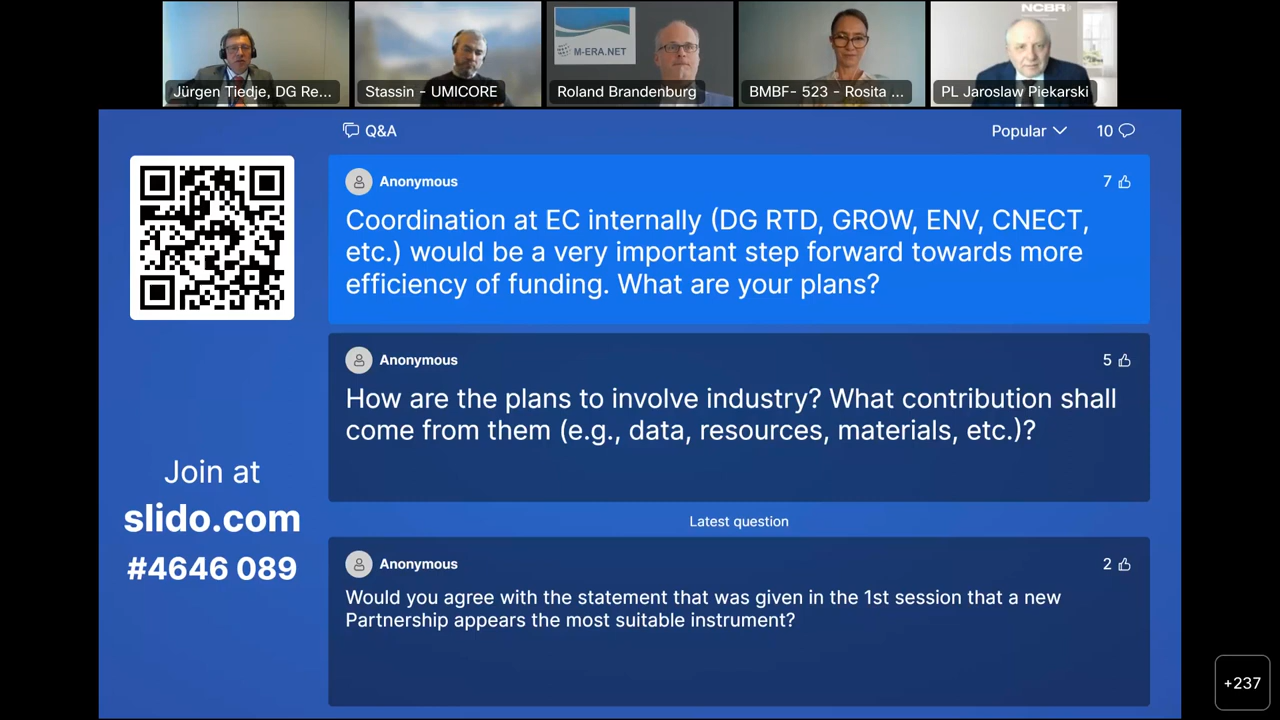 M-ERA.NET
NCBR
Jürgen Tiedje, DG Re...
Stassin - UMICORE
Roland Brandenburg
BMBF- 523 - Rosita ...
PL Jaroslaw Piekarski
Q&A
Popular
10
Anonymous
7
Coordination at EC internally (DG RTD, GROW, ENV, CNECT,
etc.) would be a very important step forward towards more
efficiency of funding. What are your plans?
Anonymous
5
How are the plans to involve industry? What contribution shall
come from them (e.g., data, resources, materials, etc.)?
Join at
slido.com
#4646 089
Latest question
Anonymous
2
Would you agree with the statement that was given in the 1st session that a new
Partnership appears the most suitable instrument?
+237